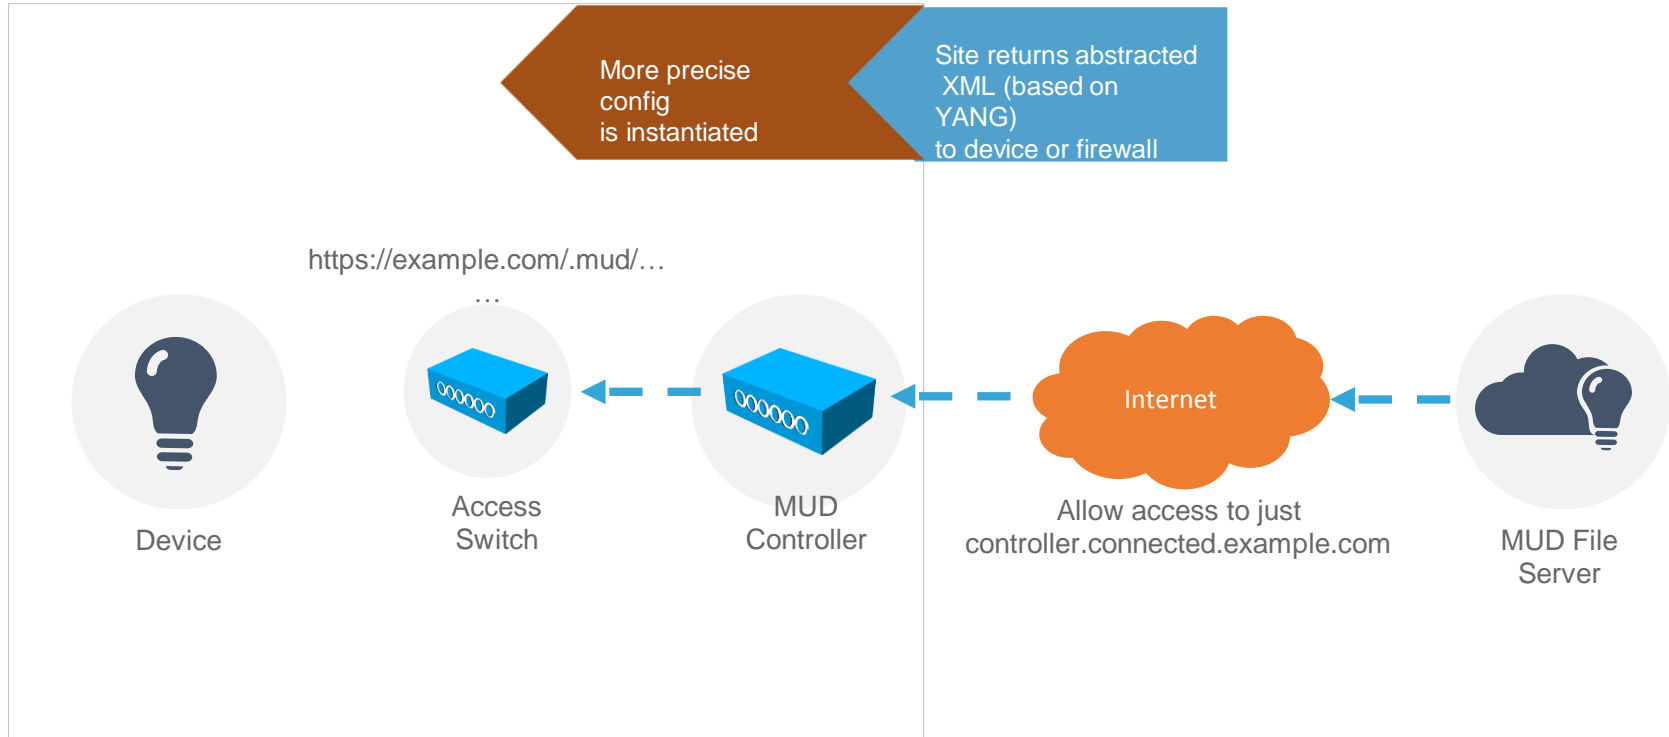 More precise
config
is instantiated
Site returns abstracted
XML (based on
YANG)
to device or firewall
https://example.com/.mud/…
…
Device
Access
Switch
MUD
Controller
Internet
Allow access to just
controller.connected.example.com
MUD File
Server